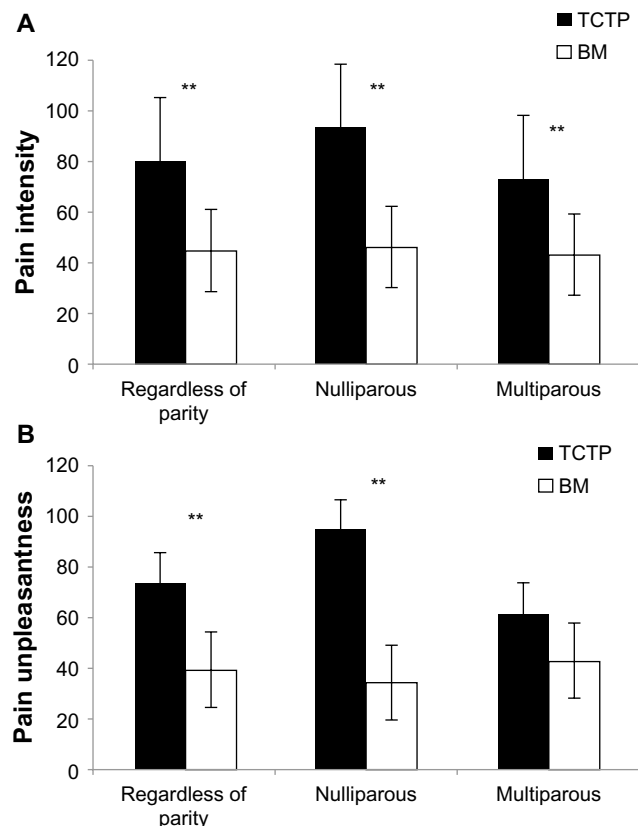 A
TCTP
BM
Pain intensity
120
100
80
60
40
20
0
**
**
**
Regardless of
parity
Nulliparous
Multiparous
B
TCTP
BM
Pain unpleasantness
120
100
80
60
40
20
0
**
**
Regardless of
parity
Nulliparous
Multiparous